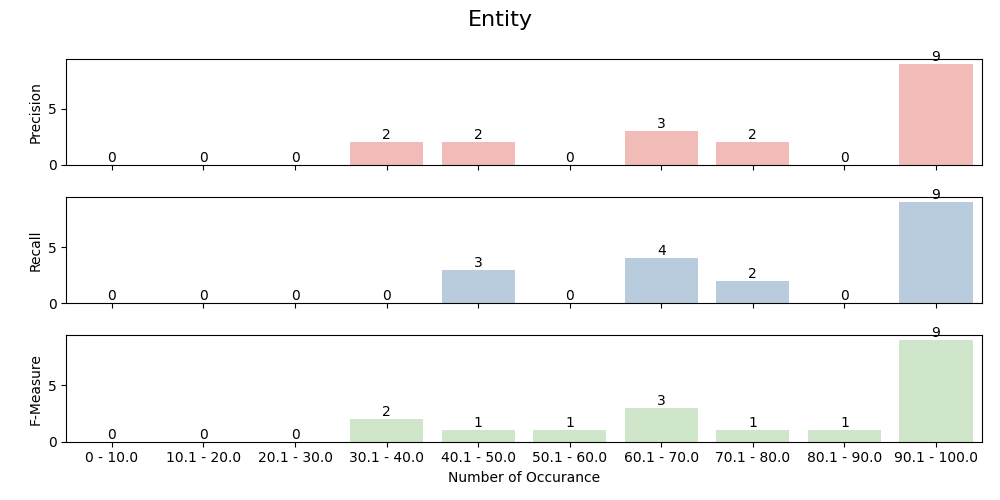 Entity
Precision
5
0
0 0 0 2 2 0 3 2 0 9
Recall
5
0
0 0 0 0 3 0 4 2 0 9
F-Measure
5
0
0 0 0 2 1 1 3 1 1 9
0 - 10.0 10.1 - 20.0 20.1 - 30.0 30.1 - 40.0 40.1 - 50.0 50.1 - 60.0 60.1 - 70.0 70.1 - 80.0 80.1 - 90.0 90.1 - 100.0
Number of Occurance